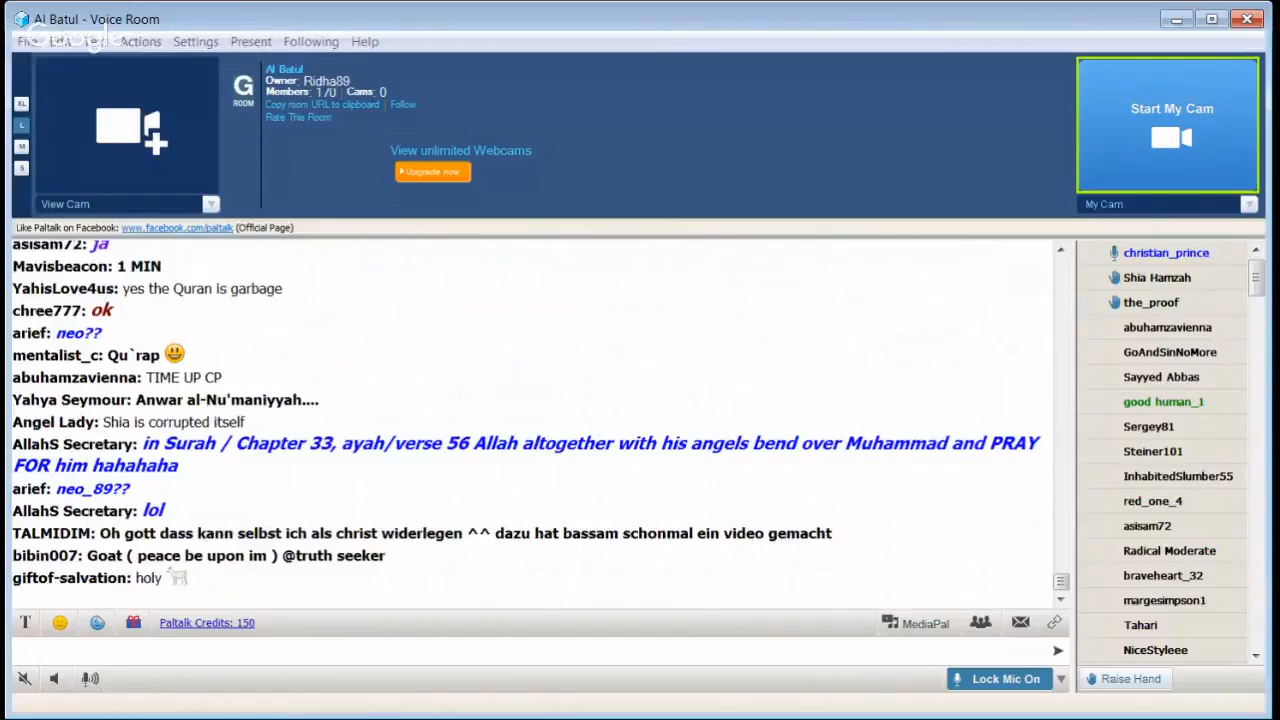 Al Batul - Voice Room
Google
Actions Settings Present Following Help
G
ROOM
Al Batul
Owner: Ridha89
Members: 170 Cams: 0
Copy room URL to clipboard | Follow
Rate This Room
View unlimited Webcams
Upgrade now
Start My Cam
XL
L
M
S
View Cam
My Cam
Like Paltalk on Facebook: www.facebook.com/paltalk (Official Page)
asisam72: ja
Mavisbeacon: 1 MIN
YahisLove4us: yes the Quran is garbage
chree777: ok
arief: neo??
mentalist_c: Qu`rap
abuhamzavienna: TIME UP CP
Yahya Seymour: Anwar al-Nu'maniyyah....
Angel Lady: Shia is corrupted itself
AllahS Secretary: in Surah / Chapter 33, ayah/verse 56 Allah altogether with his angels bend over Muhammad and PRAY
FOR him hahahaha
arief: neo_89??
AllahS Secretary: lol
TALMIDIM: Oh gott dass kann selbst ich als christ widerlegen ^^ dazu hat bassam schonmal ein video gemacht
bibin007: Goat ( peace be upon im ) @truth seeker
giftof-salvation: holy
christian_prince
Shia Hamzah
the_proof
abuhamzavienna
GoAndSinNoMore
Sayyed Abbas
good human_1
Sergey81
Steiner101
InhabitedSlumber55
red_one_4
asisam72
Radical Moderate
braveheart_32
margesimpson1
Tahari
NiceStyleee
T
Paltalk Credits: 150
MediaPal
Lock Mic On
Raise Hand